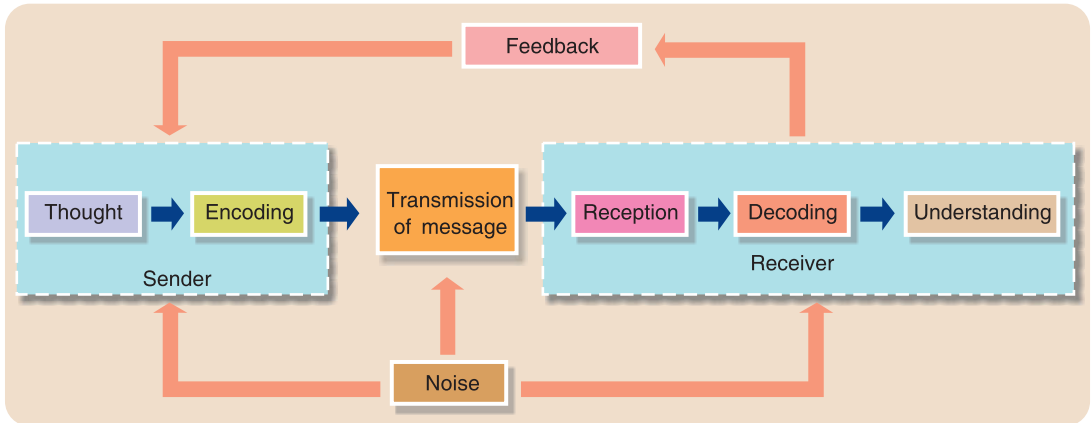 Feedback
Thought
Encoding
Sender
Transmission
of message
Reception
Decoding
Understanding
Receiver
Noise